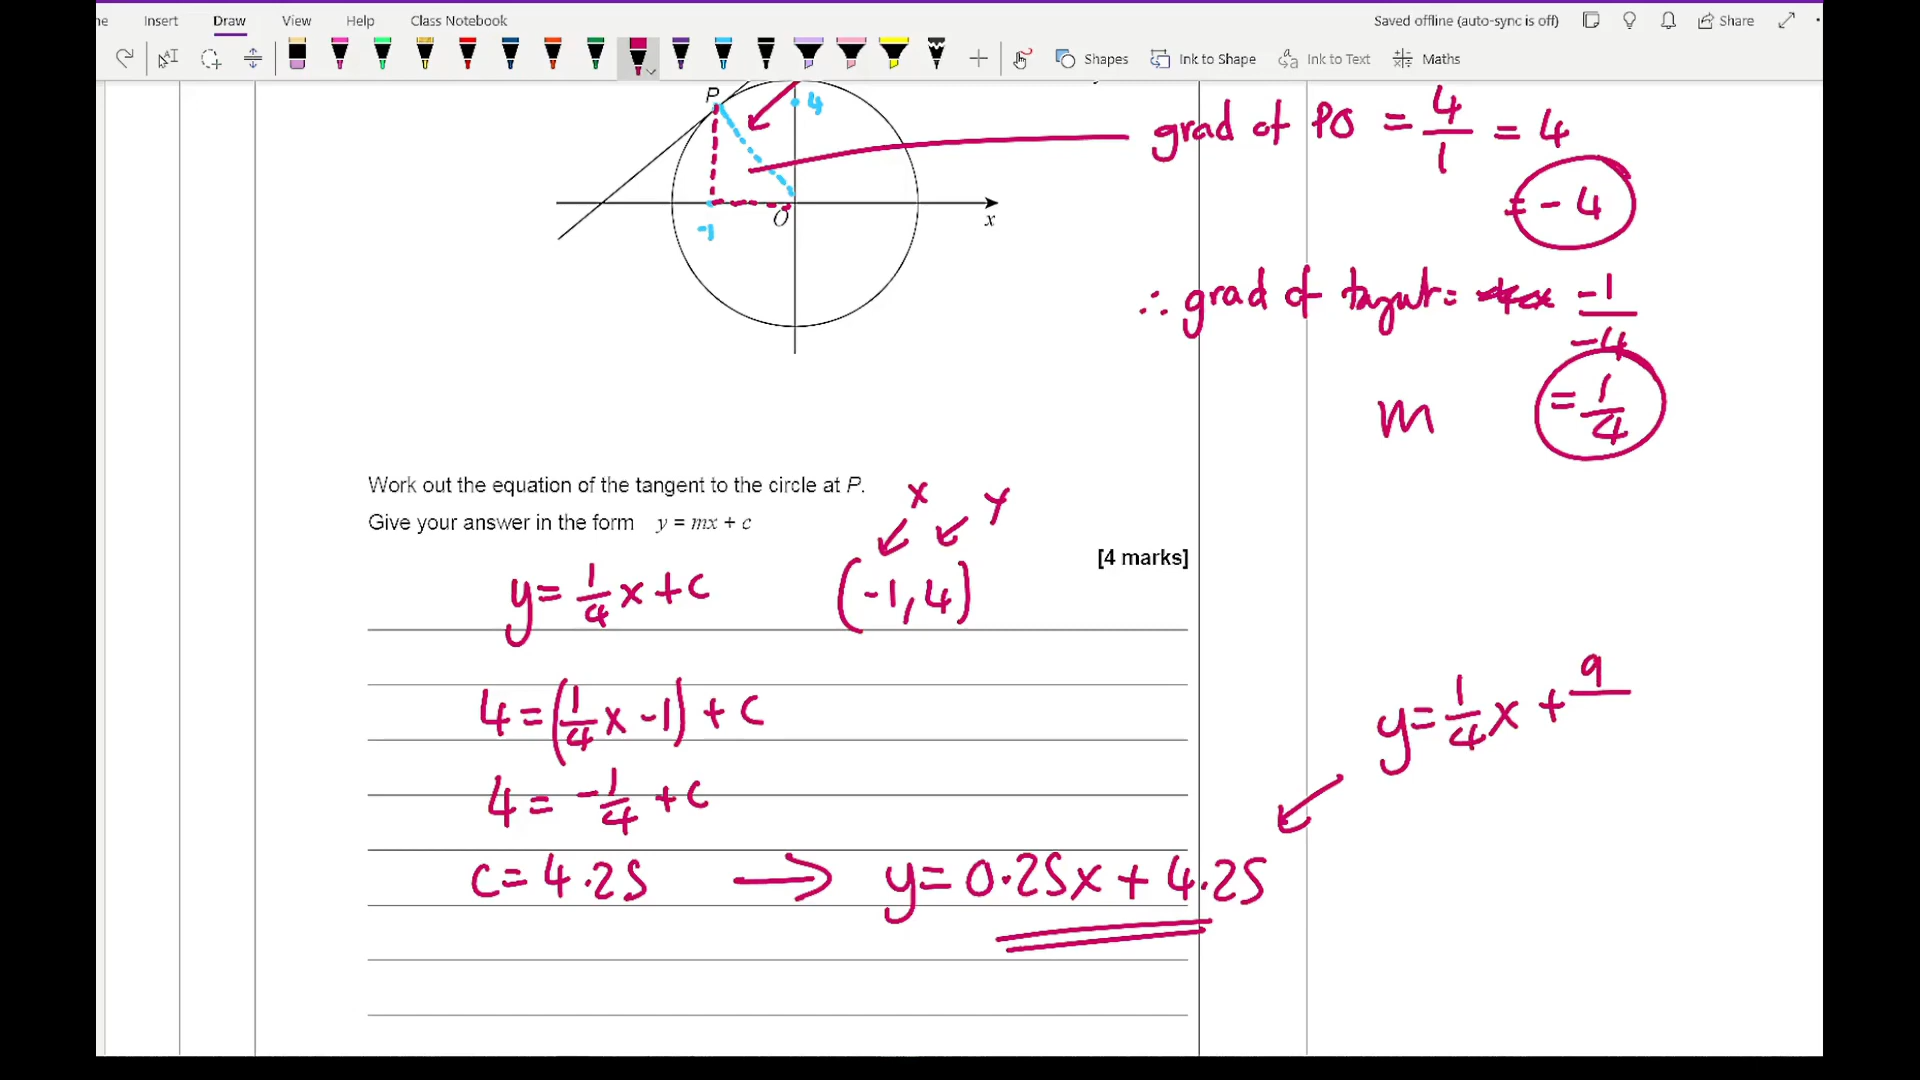 Insert Draw View Help Class Notebook Saved offline (auto-sync is off) Share
Shapes Ink to Shape Ink to Text Maths
P
4
O
x
-1
grad of PO = 4/1 = 4
= -4
∴ grad of tangent = -1/-4
m = 1/4
Work out the equation of the tangent to the circle at P.
Give your answer in the form y = mx + c
[4 marks]
x y
y = 1/4 x + c (-1, 4)
4 = (1/4 x -1) + c
4 = -1/4 + c
c = 4.25 → y = 0.25x + 4.25
y = 1/4 x + 9